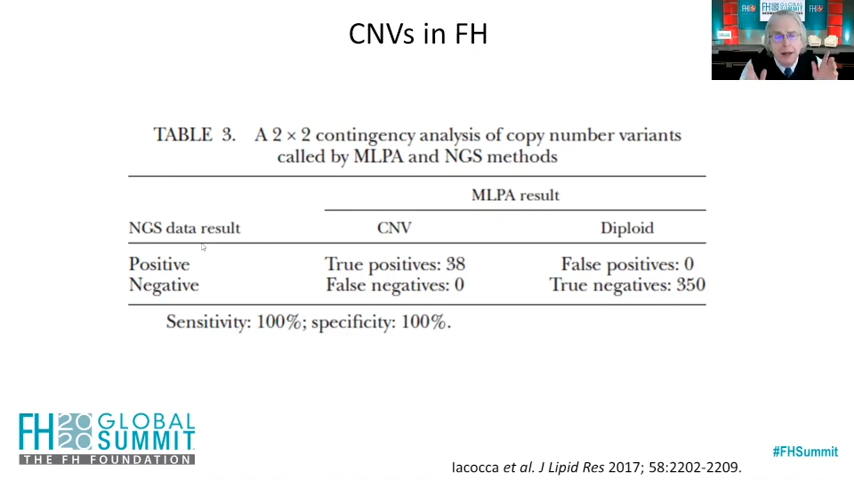 CNVs in FH
TABLE 3. A 2 × 2 contingency analysis of copy number variants
called by MLPA and NGS methods
MLPA result
NGS data result CNV Diploid
Positive True positives: 38 False positives: 0
Negative False negatives: 0 True negatives: 350
Sensitivity: 100%; specificity: 100%.
FH 2020 GLOBAL
SUMMIT
THE FH FOUNDATION
#FHSummit
Iacocca et al. J Lipid Res 2017; 58:2202-2209.